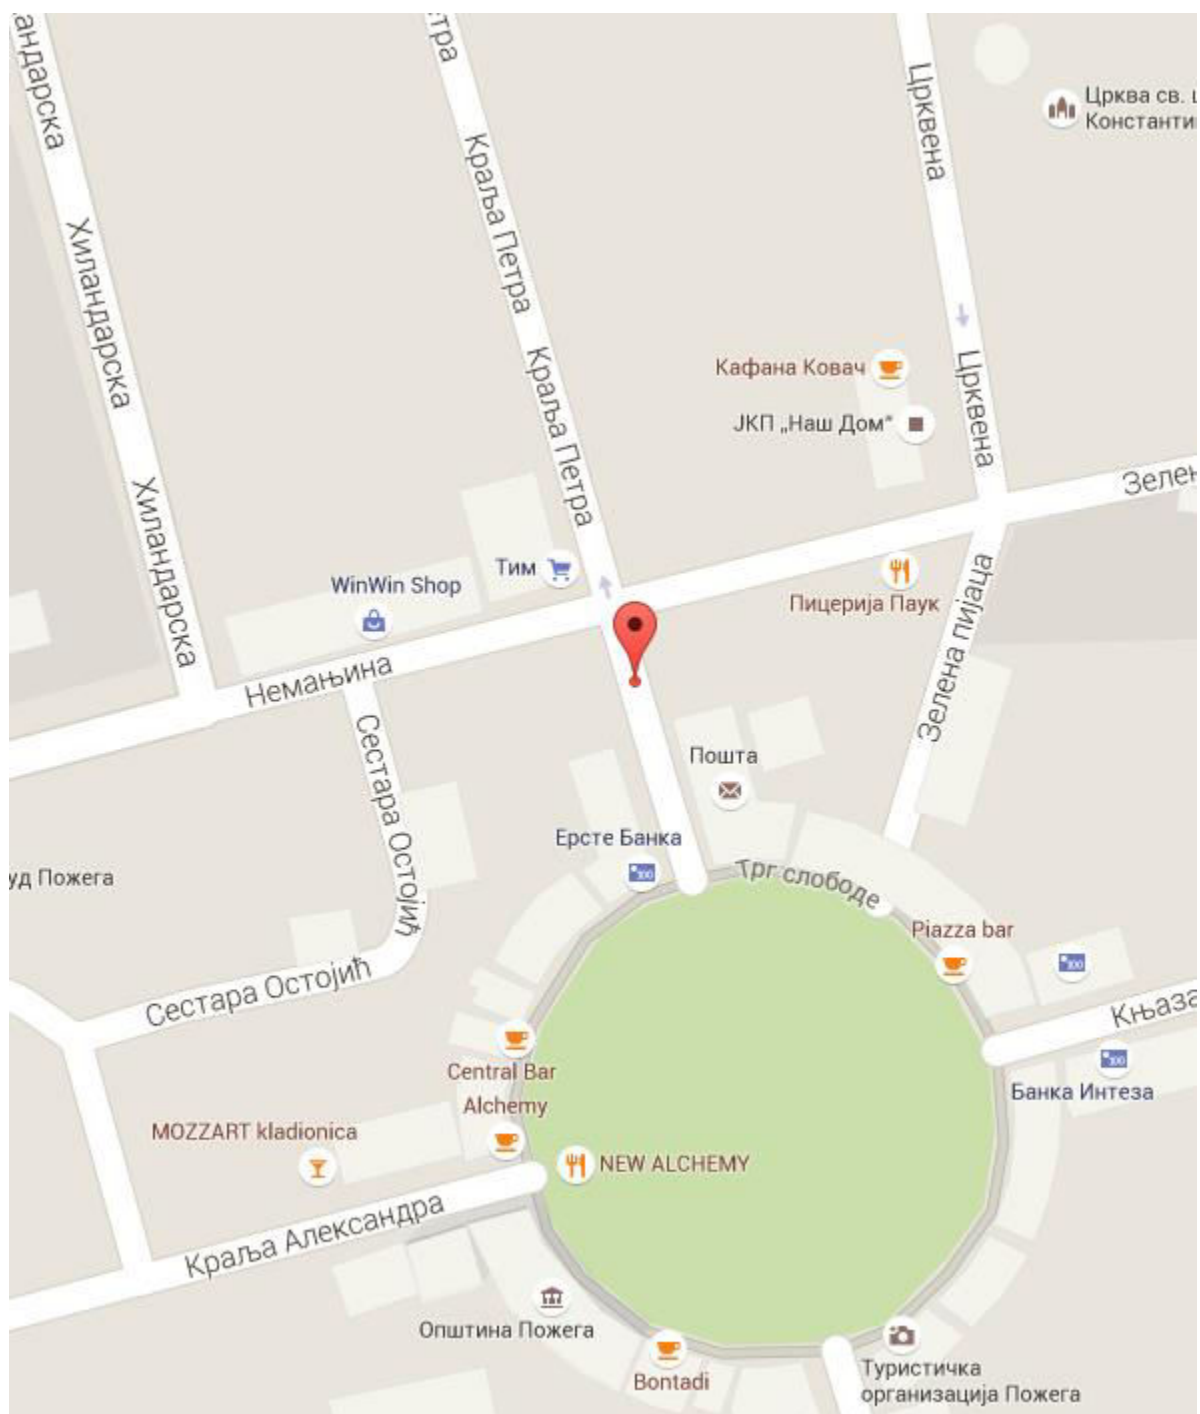 андарска
тра
Црквена
Црква св. ц
Константи
Краља Петра
Хиландарска
Кафана Ковач
Црквена
Краља Петра
ЈКП „Наш Дом“
Зелен
Хиландарска
Тим
WinWin Shop
Пицерија Паук
Зелена пијаца
Немањина
Сестара Остојић
Пошта
Ерсте Банка
уд Пожега
Трг слободе
Piazza bar
Сестара Остојић
Књаза
Central Bar
Банка Интеза
Alchemy
MOZZART kladionica
NEW ALCHEMY
Краља Александра
Општина Пожега
Bontadi
Туристичка
организација Пожега